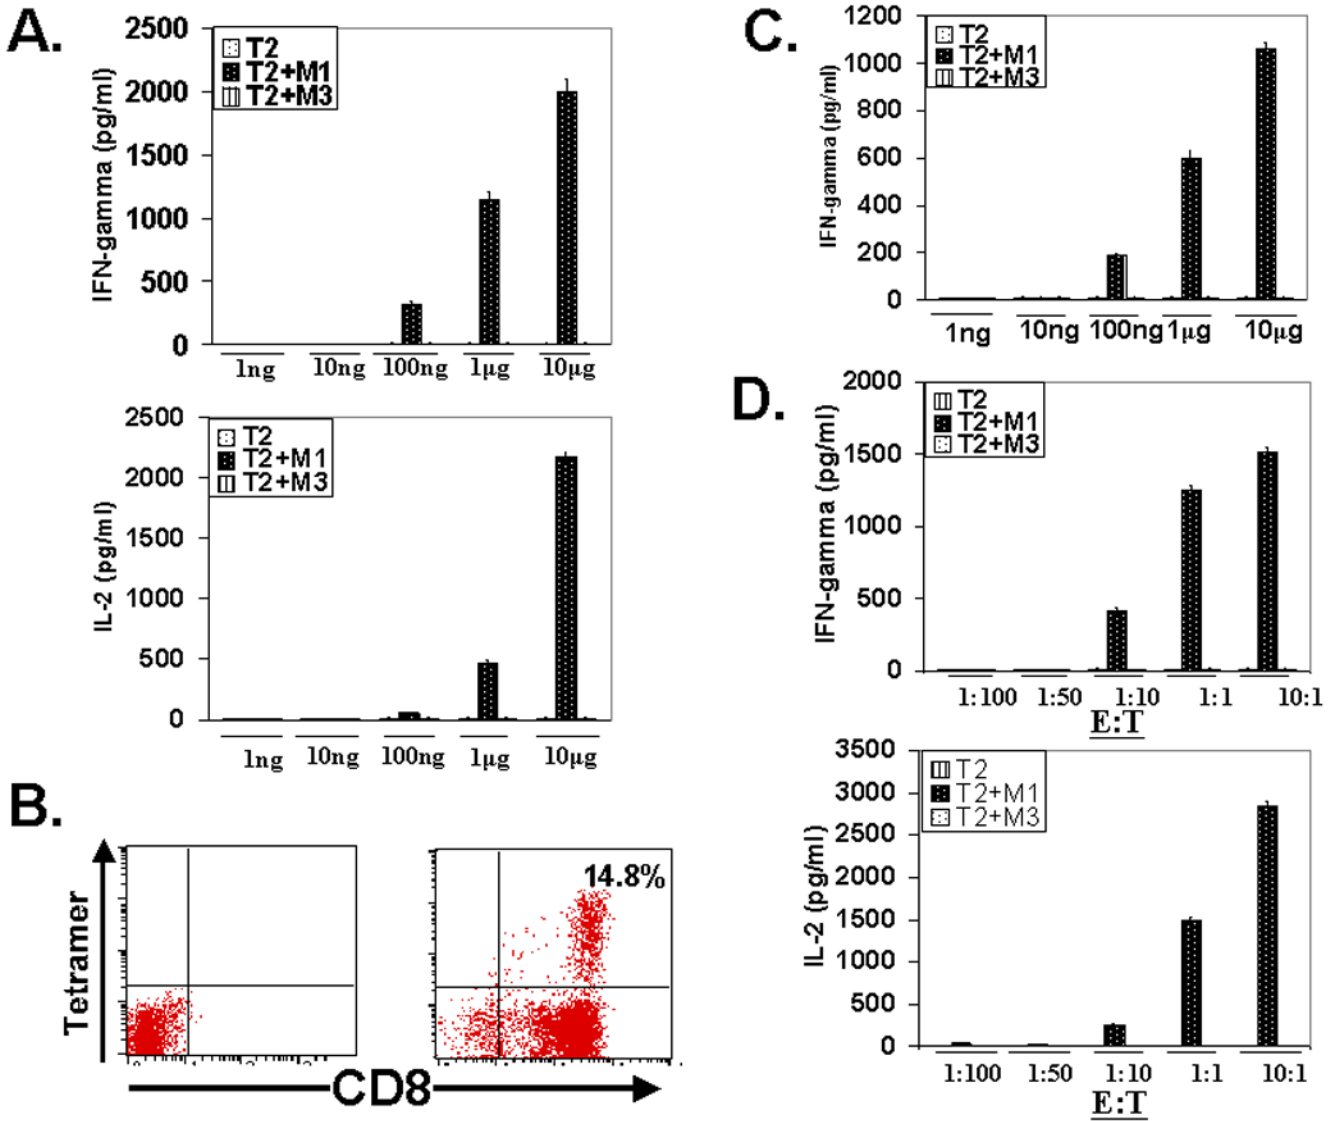 A.
IFN-gamma (pg/ml)
2500
2000
1500
1000
500
0
T2
T2+M1
T2+M3
1ng 10ng 100ng 1μg 10μg
IL-2 (pg/ml)
2500
2000
1500
1000
500
0
T2
T2+M1
T2+M3
1ng 10ng 100ng 1μg 10μg
B.
Tetramer
14.8%
CD8
C.
IFN-gamma (pg/ml)
1200
1000
800
600
400
200
0
T2
T2+M1
T2+M3
1ng 10ng 100ng 1μg 10μg
D.
IFN-gamma (pg/ml)
2000
1500
1000
500
0
T2
T2+M1
T2+M3
1:100 1:50 1:10 1:1 10:1
E:T
IL-2 (pg/ml)
3500
3000
2500
2000
1500
1000
500
0
T2
T2+M1
T2+M3
1:100 1:50 1:10 1:1 10:1
E:T